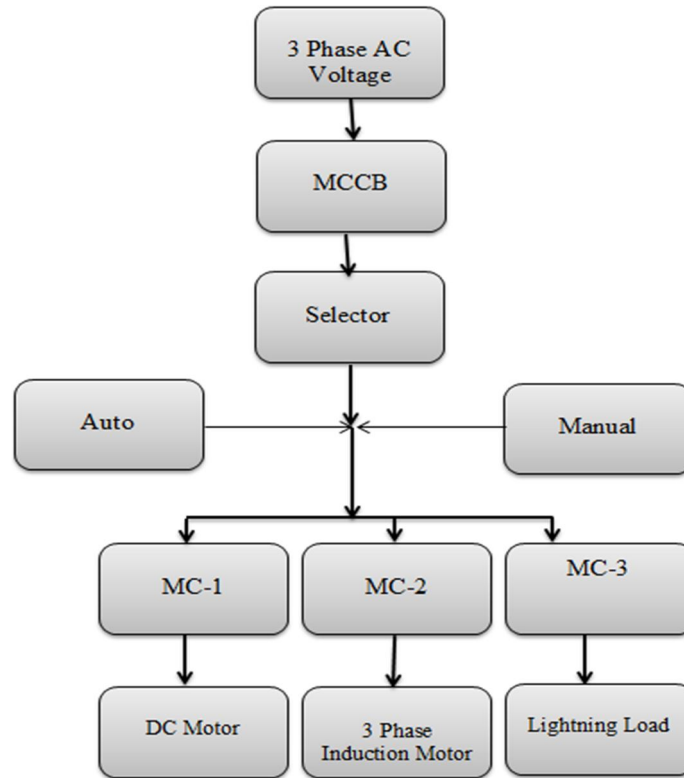 3 Phase AC
Voltage
MCCB
Selector
Auto
Manual
MC-1
MC-2
MC-3
DC Motor
3 Phase
Induction Motor
Lightning Load